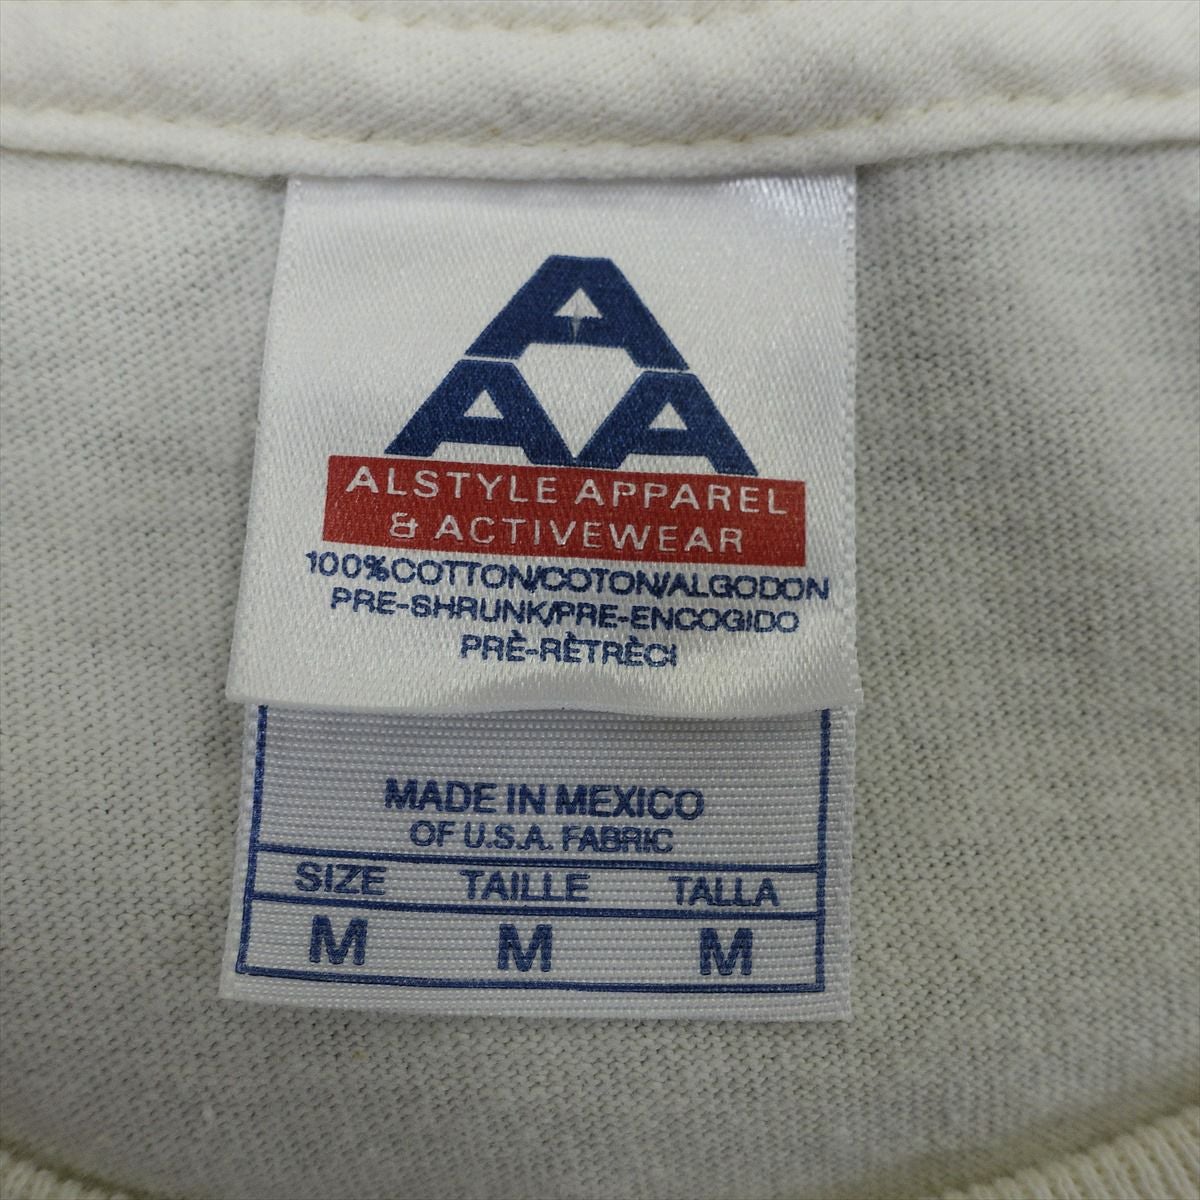 A
A A
ALSTYLE APPAREL
& ACTIVEWEAR
100%COTTON/COTON/ALGODON
PRE-SHRUNK/PRE-ENCOGIDO
PRÈ-RÈTRÈCI
MADE IN MEXICO
OF U.S.A. FABRIC
SIZE TAILLE TALLA
M M M